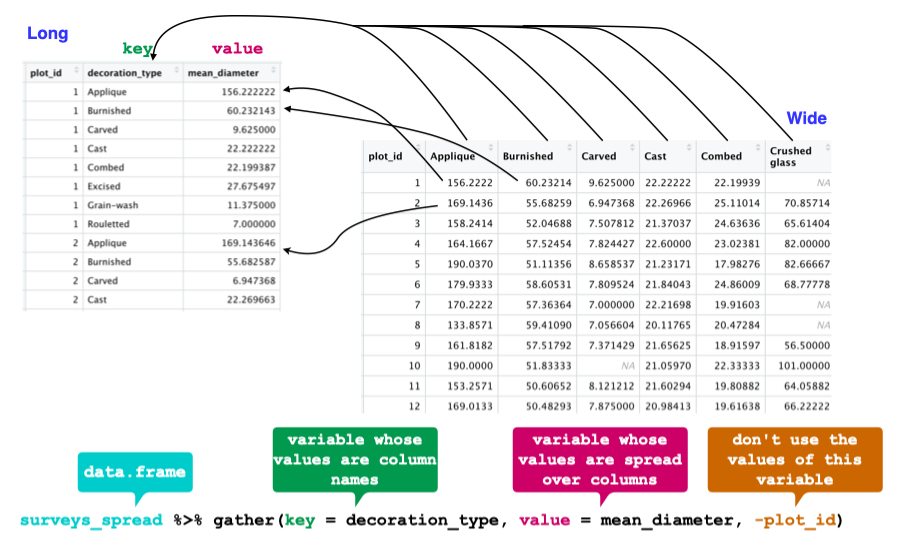 Long
key value
plot_id decoration_type mean_diameter
1 Applique 156.222222
1 Burnished 60.232143
1 Carved 9.625000
1 Cast 22.222222
1 Combed 22.199387
1 Excised 27.675497
1 Grain-wash 11.375000
1 Rouletted 7.000000
2 Applique 169.143646
2 Burnished 55.682587
2 Carved 6.947368
2 Cast 22.269663
Wide
plot_id Applique Burnished Carved Cast Combed Crushed
glass
1 156.2222 60.23214 9.625000 22.22222 22.19939 NA
2 169.1436 55.68259 6.947368 22.26966 25.11014 70.85714
3 158.2414 52.04688 7.507812 21.37037 24.63636 65.61404
4 164.1667 57.52454 7.824427 22.60000 23.02381 82.00000
5 190.0370 51.11356 8.658537 21.23171 17.98276 82.66667
6 179.9333 58.60531 7.809524 21.84043 24.86009 68.77778
7 170.2222 57.36364 7.000000 22.21698 19.91603 NA
8 133.8571 59.41090 7.056604 20.11765 20.47284 NA
9 161.8182 57.51792 7.371429 21.65625 18.91597 56.50000
10 190.0000 51.83333 NA 21.05970 22.33333 101.00000
11 153.2571 50.60652 8.121212 21.60294 19.80882 64.05882
12 169.0133 50.48293 7.875000 20.98413 19.61638 66.22222
data.frame
variable whose
values are column
names
variable whose
values are spread
over columns
don't use the
values of this
variable
surveys_spread %>% gather(key = decoration_type, value = mean_diameter, -plot_id)